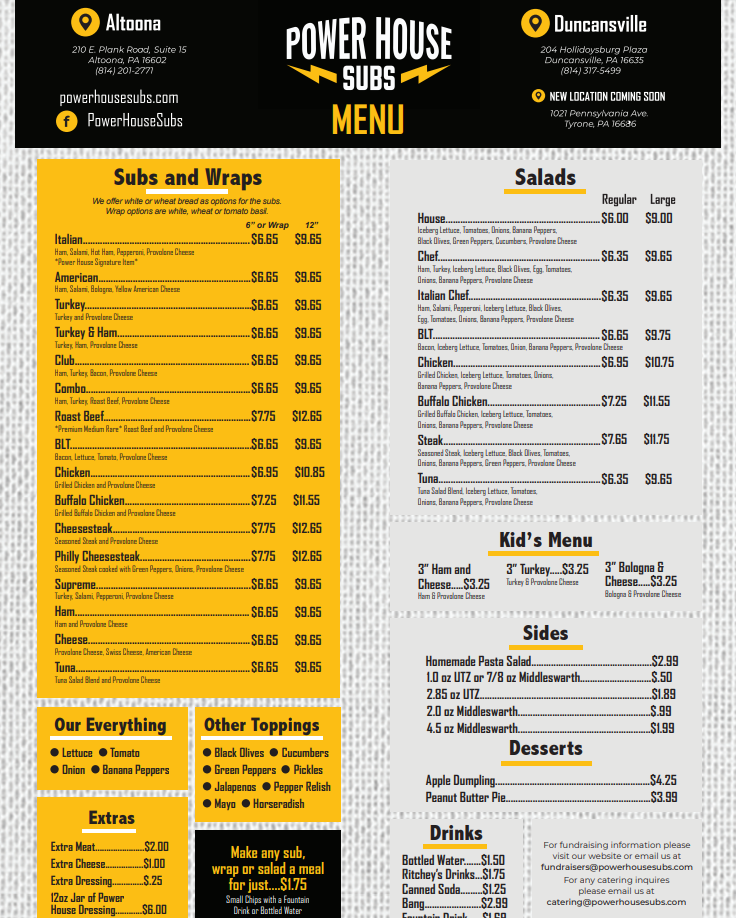 Altoona
210 E. Plank Road, Suite 15
Altoona, PA 16602
(814) 201-2771
powerhousesubs.com
PowerHouseSubs
POWER HOUSE
SUBS
MENU
Duncansville
204 Hollidoysburg Plaza
Duncansville, PA 16635
(814) 317-5499
NEW LOCATION COMING SOON
1021 Pennsylvania Ave.
Tyrone, PA 16686
Subs and Wraps
We offer white or wheat bread as options for the subs.
Wrap options are white, wheat or tomato basil.
6" or Wrap 12"
Italian $6.65 $9.65
Ham, Salami, Hot Ham, Pepperoni, Provolone Cheese
*Power House Signature Item*
American $6.65 $9.65
Ham, Salami, Bologna, Yellow American Cheese
Turkey $6.65 $9.65
Turkey and Provolone Cheese
Turkey & Ham $6.65 $9.65
Turkey, Ham, Provolone Cheese
Club $6.65 $9.65
Ham, Turkey, Bacon, Provolone Cheese
Combo $6.65 $9.65
Ham, Turkey, Roast Beef, Provolone Cheese
Roast Beef $7.75 $12.65
*Premium Medium Rare* Roast Beef and Provolone Cheese
BLT $6.65 $9.65
Bacon, Lettuce, Tomato, Provolone Cheese
Chicken $6.95 $10.85
Grilled Chicken and Provolone Cheese
Buffalo Chicken $7.25 $11.55
Grilled Buffalo Chicken and Provolone Cheese
Cheesesteak $7.75 $12.65
Seasoned Steak and Provolone Cheese
Philly Cheesesteak $7.75 $12.65
Seasoned Steak cooked with Green Peppers, Onions, Provolone Cheese
Supreme $6.65 $9.65
Turkey, Salami, Pepperoni, Provolone Cheese
Ham $6.65 $9.65
Ham and Provolone Cheese
Cheese $6.65 $9.65
Provolone Cheese, Swiss Cheese, American Cheese
Tuna $6.65 $9.65
Tuna Salad Blend and Provolone Cheese
Our Everything
Lettuce Tomato
Onion Banana Peppers
Extras
Extra Meat $2.00
Extra Cheese $1.00
Extra Dressing $.25
12oz Jar of Power
House Dressing $6.00
Other Toppings
Black Olives Cucumbers
Green Peppers Pickles
Jalapenos Pepper Relish
Mayo Horseradish
Make any sub,
wrap or salad a meal
for just....$1.75
Small Chips with a Fountain
Drink or Bottled Water
Salads
Regular Large
House $6.00 $9.00
Iceberg Lettuce, Tomatoes, Onions, Banana Peppers,
Black Olives, Green Peppers, Cucumbers, Provolone Cheese
Chef $6.35 $9.65
Ham, Turkey, Iceberg Lettuce, Black Olives, Egg, Tomatoes,
Onions, Banana Peppers, Provolone Cheese
Italian Chef $6.35 $9.65
Ham, Salami, Pepperoni, Iceberg Lettuce, Black Olives,
Egg, Tomatoes, Onions, Banana Peppers, Provolone Cheese
BLT $6.65 $9.75
Bacon, Iceberg Lettuce, Tomatoes, Onion, Banana Peppers, Provolone Cheese
Chicken $6.95 $10.75
Grilled Chicken, Iceberg Lettuce, Tomatoes, Onions,
Banana Peppers, Provolone Cheese
Buffalo Chicken $7.25 $11.55
Grilled Buffalo Chicken, Iceberg Lettuce, Tomatoes,
Onions, Banana Peppers, Provolone Cheese
Steak $7.65 $11.75
Seasoned Steak, Iceberg Lettuce, Black Olives, Tomatoes,
Onions, Banana Peppers, Green Peppers, Provolone Cheese
Tuna $6.35 $9.65
Tuna Salad Blend, Iceberg Lettuce, Tomatoes,
Onions, Banana Peppers, Provolone Cheese
Kid's Menu
3" Ham and
Cheese.....$3.25
Ham & Provolone Cheese
3" Turkey.....$3.25
Turkey & Provolone Cheese
3" Bologna &
Cheese.....$3.25
Bologna & Provolone Cheese
Sides
Homemade Pasta Salad $2.99
1.0 oz UTZ or 7/8 oz Middleswarth $.50
2.85 oz UTZ $1.89
2.0 oz Middleswarth $.99
4.5 oz Middleswarth $1.99
Desserts
Apple Dumpling $4.25
Peanut Butter Pie $3.99
Drinks
Bottled Water $1.50
Ritchey's Drinks $1.75
Canned Soda $1.25
Bang $2.99
Fountain Drink $1.69
For fundraising information please
visit our website or email us at
fundraisers@powerhousesubs.com
For any catering inquires
please email us at
catering@powerhousesubs.com